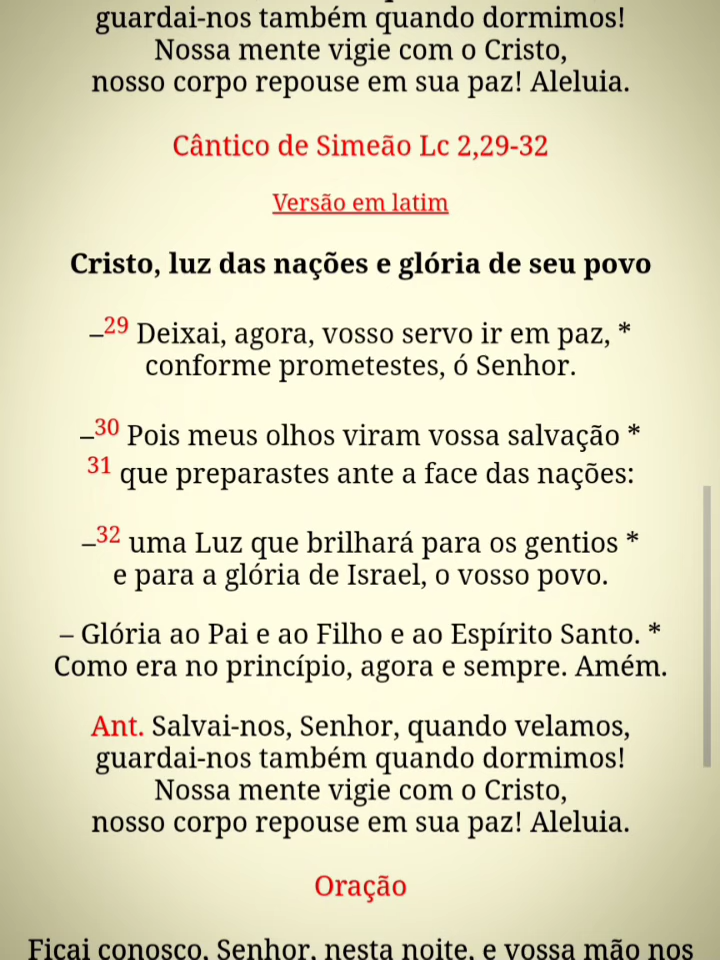 guardai-nos também quando dormimos!
Nossa mente vigie com o Cristo,
nosso corpo repouse em sua paz! Aleluia.
Cântico de Simeão Lc 2,29-32
Versão em latim
Cristo, luz das nações e glória de seu povo
–29 Deixai, agora, vosso servo ir em paz, *
conforme prometestes, ó Senhor.
–30 Pois meus olhos viram vossa salvação *
31 que preparastes ante a face das nações:
–32 uma Luz que brilhará para os gentios *
e para a glória de Israel, o vosso povo.
– Glória ao Pai e ao Filho e ao Espírito Santo. *
Como era no princípio, agora e sempre. Amém.
Ant. Salvai-nos, Senhor, quando velamos,
guardai-nos também quando dormimos!
Nossa mente vigie com o Cristo,
nosso corpo repouse em sua paz! Aleluia.
Oração
Ficai conosco, Senhor, nesta noite, e vossa mão nos